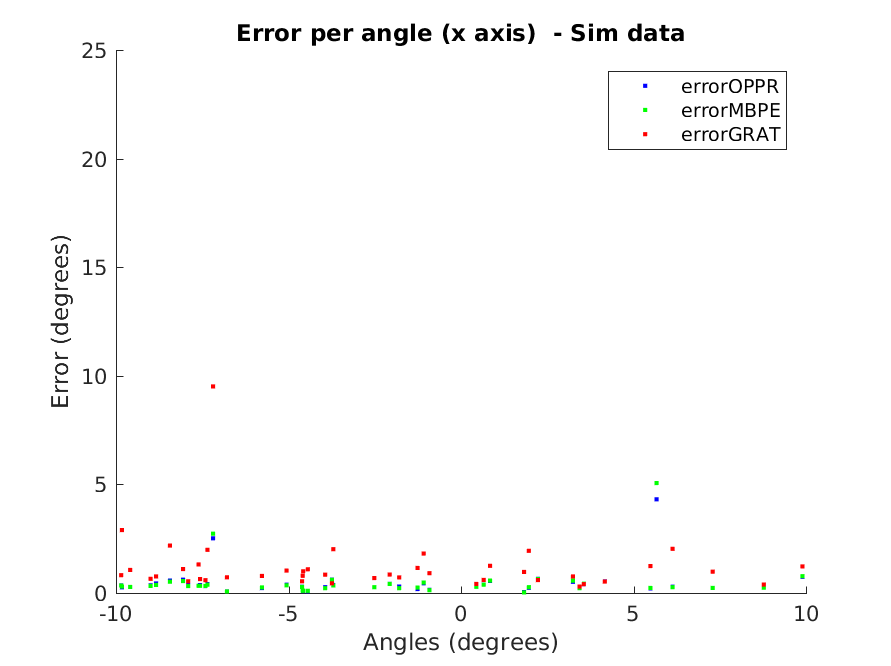 Error per angle (x axis)  - Sim data
25
20
15
10
5
0
Error (degrees)
errorOPPR
errorMBPE
errorGRAT
-10
-5
0
5
10
Angles (degrees)